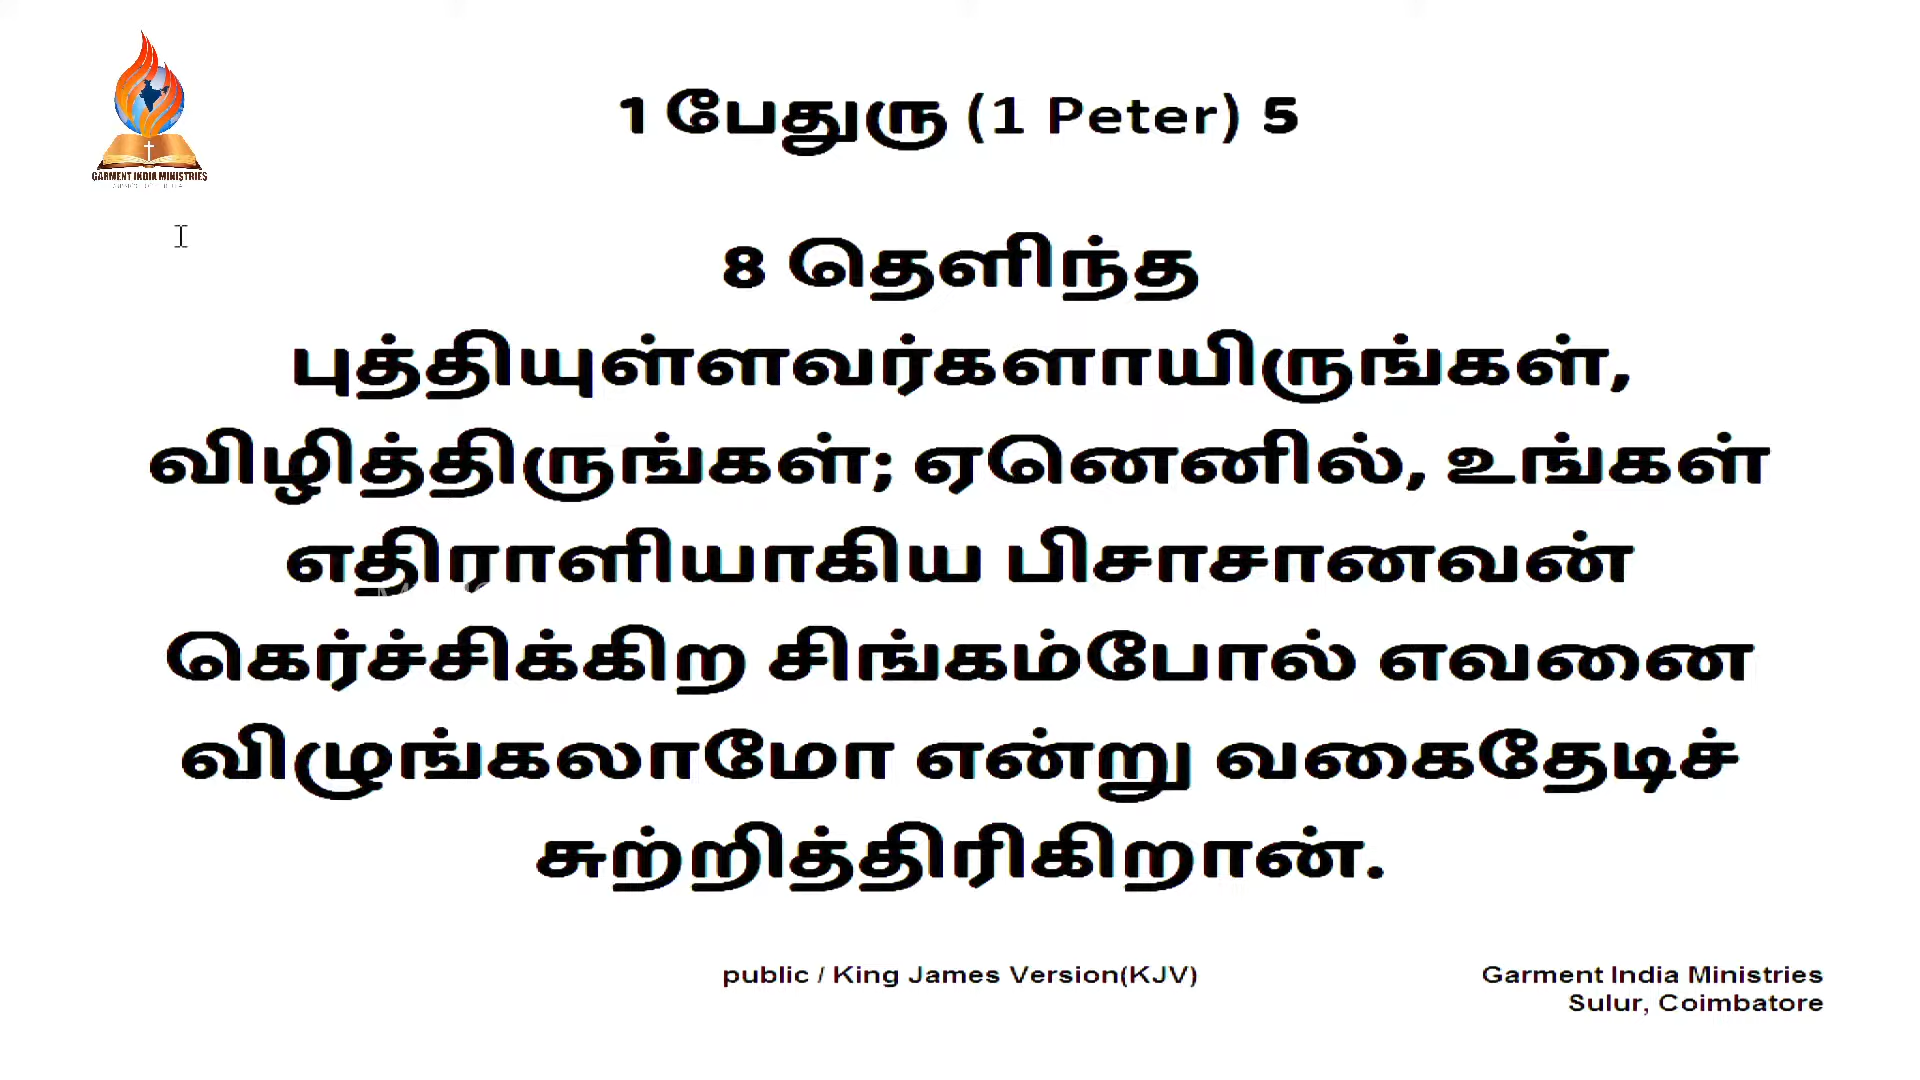 GARMENT INDIA MINISTRIES
1 பேதுரு (1 Peter) 5
8 தெளிந்த
புத்தியுள்ளவர்களாயிருங்கள்,
விழித்திருங்கள்; ஏனெனில், உங்கள்
எதிராளியாகிய பிசாசானவன்
கெர்ச்சிக்கிற சிங்கம்போல் எவனை
விழுங்கலாமோ என்று வகைதேடிச்
சுற்றித்திரிகிறான்.
public / King James Version(KJV)
Garment India Ministries
Sulur, Coimbatore